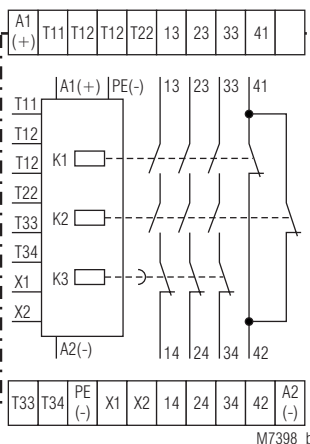 A1 (+) T11 T12 T12 T22 13 23 33 41
A1(+) PE(-) 13 23 33 41
T11
T12
T12 K1
T22
T33 K2
T34
X1 K3
X2
A2(-) 14 24 34 42
T33 T34 PE (-) X1 X2 14 24 34 42 A2 (-)
M7398 b